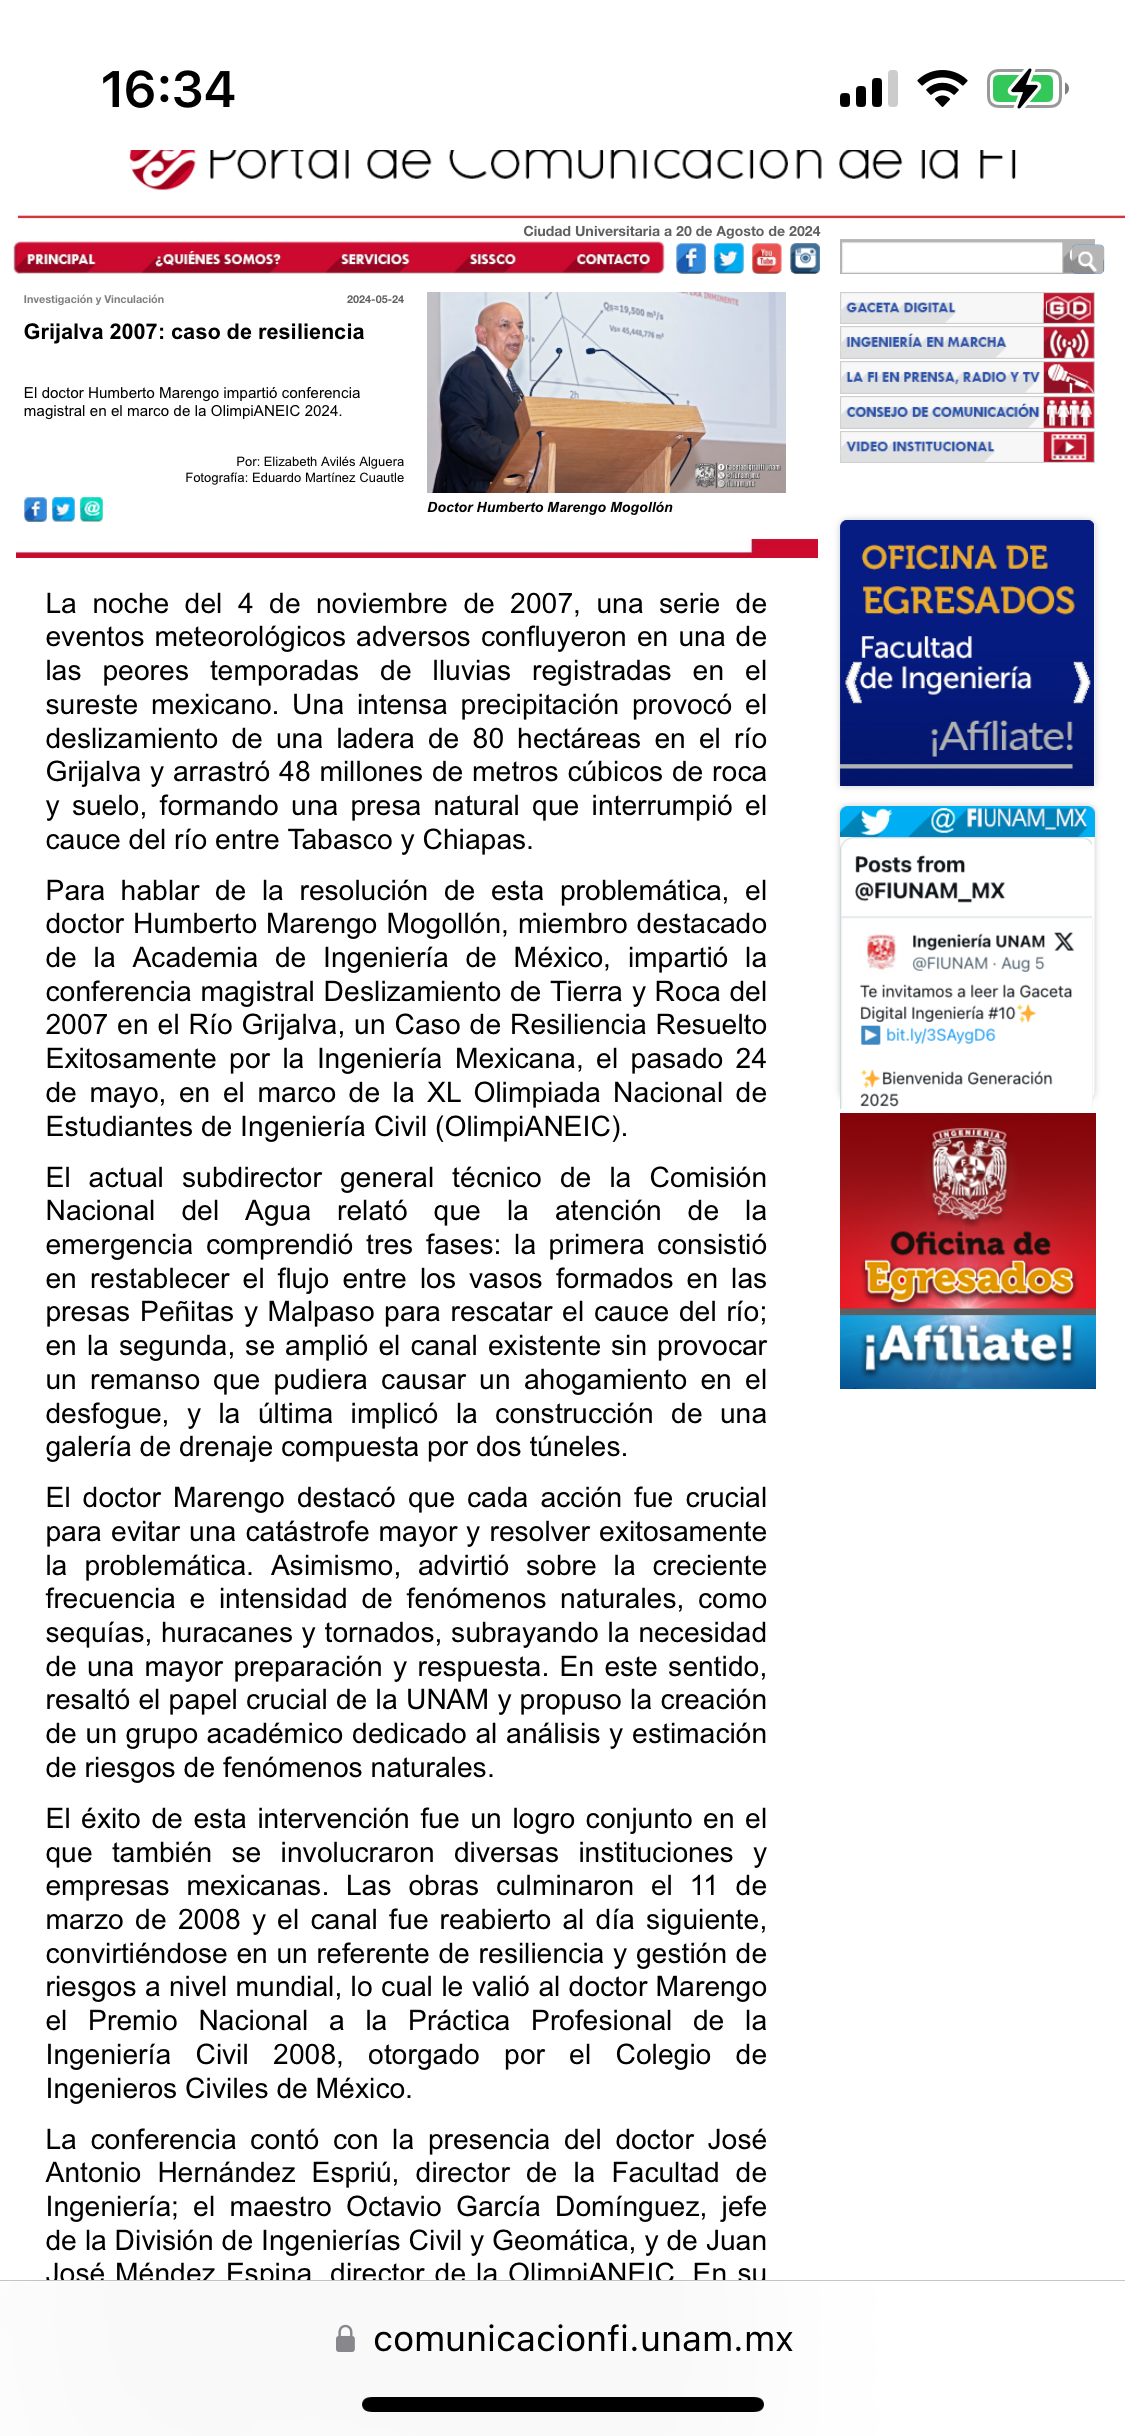 16:34
Portal de Comunicación de la FI
Ciudad Universitaria a 20 de Agosto de 2024
PRINCIPAL
¿QUIÉNES SOMOS?
SERVICIOS
SISSCO
CONTACTO
Investigación y Vinculación
2024-05-24
Grijalva 2007: caso de resiliencia
El doctor Humberto Marengo impartió conferencia
magistral en el marco de la OlimpiANEIC 2024.
Por: Elizabeth Avilés Alguera
Fotografía: Eduardo Martínez Cuautle
INMINENTE
Qs=19,500 m³/s
2h
Doctor Humberto Marengo Mogollón
La noche del 4 de noviembre de 2007, una serie de
eventos meteorológicos adversos confluyeron en una de
las peores temporadas de lluvias registradas en el
sureste mexicano. Una intensa precipitación provocó el
deslizamiento de una ladera de 80 hectáreas en el río
Grijalva y arrastró 48 millones de metros cúbicos de roca
y suelo, formando una presa natural que interrumpió el
cauce del río entre Tabasco y Chiapas.
Para hablar de la resolución de esta problemática, el
doctor Humberto Marengo Mogollón, miembro destacado
de la Academia de Ingeniería de México, impartió la
conferencia magistral Deslizamiento de Tierra y Roca del
2007 en el Río Grijalva, un Caso de Resiliencia Resuelto
Exitosamente por la Ingeniería Mexicana, el pasado 24
de mayo, en el marco de la XL Olimpiada Nacional de
Estudiantes de Ingeniería Civil (OlimpiANEIC).
El actual subdirector general técnico de la Comisión
Nacional del Agua relató que la atención de la
emergencia comprendió tres fases: la primera consistió
en restablecer el flujo entre los vasos formados en las
presas Peñitas y Malpaso para rescatar el cauce del río;
en la segunda, se amplió el canal existente sin provocar
un remanso que pudiera causar un ahogamiento en el
desfogue, y la última implicó la construcción de una
galería de drenaje compuesta por dos túneles.
El doctor Marengo destacó que cada acción fue crucial
para evitar una catástrofe mayor y resolver exitosamente
la problemática. Asimismo, advirtió sobre la creciente
frecuencia e intensidad de fenómenos naturales, como
sequías, huracanes y tornados, subrayando la necesidad
de una mayor preparación y respuesta. En este sentido,
resaltó el papel crucial de la UNAM y propuso la creación
de un grupo académico dedicado al análisis y estimación
de riesgos de fenómenos naturales.
El éxito de esta intervención fue un logro conjunto en el
que también se involucraron diversas instituciones y
empresas mexicanas. Las obras culminaron el 11 de
marzo de 2008 y el canal fue reabierto al día siguiente,
convirtiéndose en un referente de resiliencia y gestión de
riesgos a nivel mundial, lo cual le valió al doctor Marengo
el Premio Nacional a la Práctica Profesional de la
Ingeniería Civil 2008, otorgado por el Colegio de
Ingenieros Civiles de México.
La conferencia contó con la presencia del doctor José
Antonio Hernández Espriú, director de la Facultad de
Ingeniería; el maestro Octavio García Domínguez, jefe
de la División de Ingenierías Civil y Geomática, y de Juan
José Méndez Espina, director de la OlimpiANEIC. En su
GACETA DIGITAL
GD
INGENIERÍA EN MARCHA
LA FI EN PRENSA, RADIO Y TV
CONSEJO DE COMUNICACIÓN
VIDEO INSTITUCIONAL
OFICINA DE
EGRESADOS
Facultad
de Ingeniería
¡Afíliate!
@ FIUNAM_MX
Posts from
@FIUNAM_MX
Ingeniería UNAM
@FIUNAM · Aug 5
Te invitamos a leer la Gaceta
Digital Ingeniería #10✨
▶ bit.ly/3SAygD6
✨Bienvenida Generación
2025
INGENIERIA
Oficina de
Egresados
¡Afíliate!
comunicacionfi.unam.mx